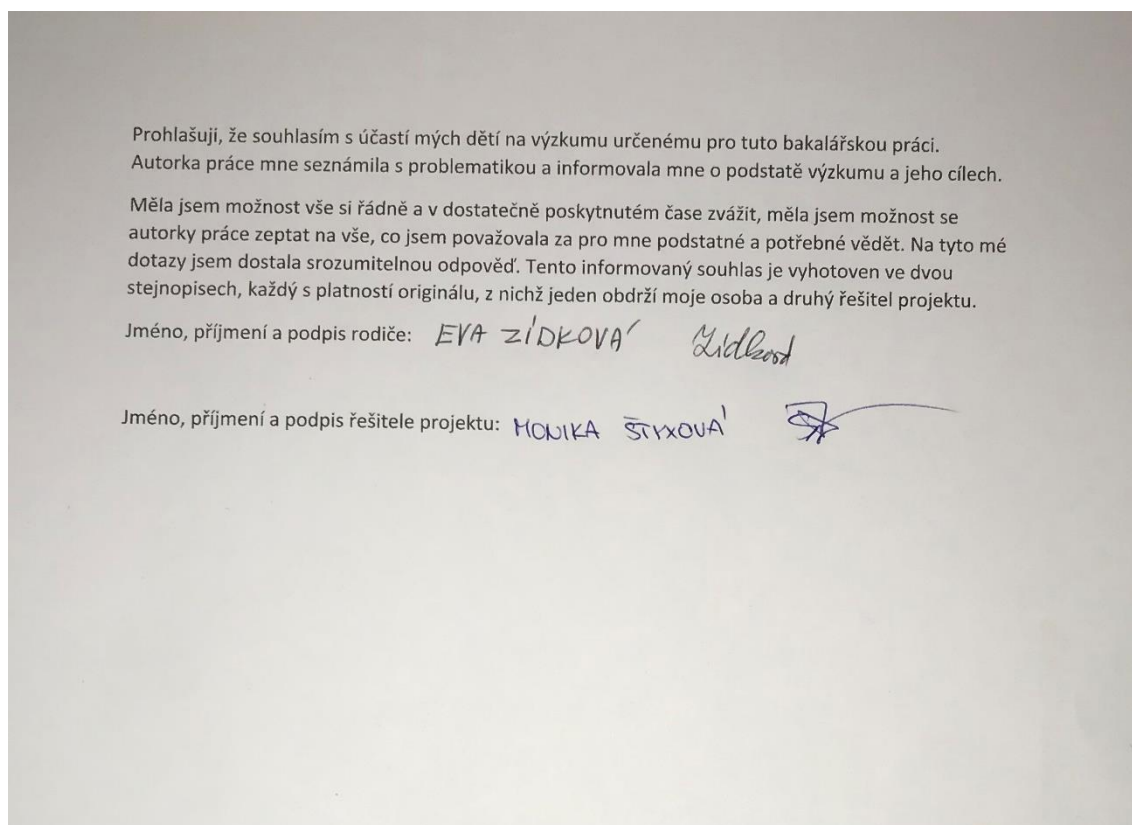 Prohlašuji, že souhlasím s účastí mých dětí na výzkumu určenému pro tuto bakalářskou práci.
Autorka práce mne seznámila s problematikou a informovala mne o podstatě výzkumu a jeho cílech.
Měla jsem možnost vše si řádně a v dostatečně poskytnutém čase zvážit, měla jsem možnost se
autorky práce zeptat na vše, co jsem považovala za pro mne podstatné a potřebné vědět. Na tyto mé
dotazy jsem dostala srozumitelnou odpověď. Tento informovaný souhlas je vyhotoven ve dvou
stejnopisech, každý s platností originálu, z nichž jeden obdrží moje osoba a druhý řešitel projektu.
Jméno, příjmení a podpis rodiče: EVA ZÍDKOVÁ Zídková
Jméno, příjmení a podpis řešitele projektu: MONIKA ŠTYXOVÁ